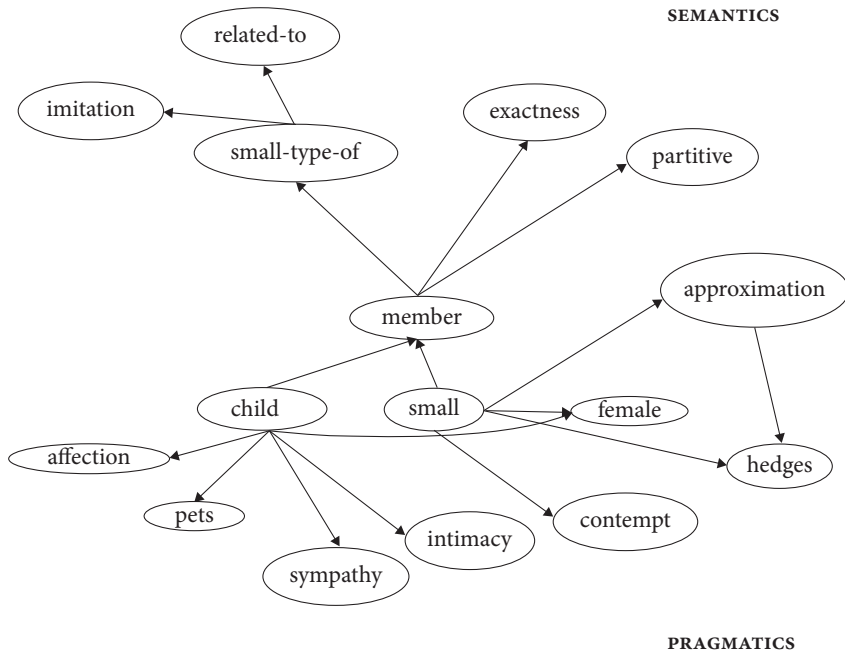 SEMANTICS
related-to
imitation
exactness
small-type-of
partitive
approximation
member
child
small
female
affection
hedges
pets
contempt
intimacy
sympathy
PRAGMATICS